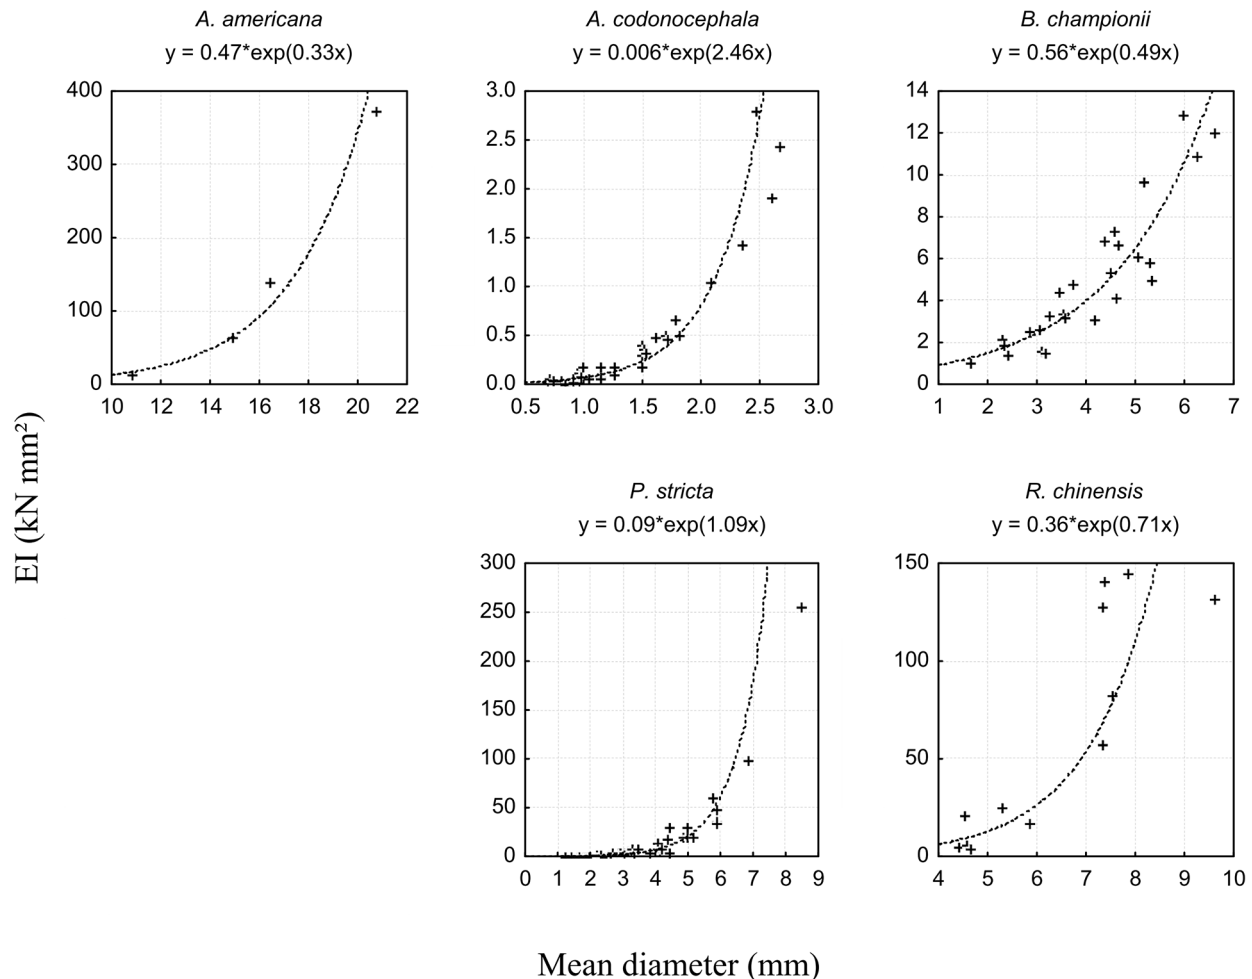 A. americana
y = 0.47*exp(0.33x)
400
300
200
100
0
10 12 14 16 18 20 22
A. codonocephala
y = 0.006*exp(2.46x)
3.0
2.5
2.0
1.5
1.0
0.5
0.0
0.5 1.0 1.5 2.0 2.5 3.0
B. championii
y = 0.56*exp(0.49x)
14
12
10
8
6
4
2
0
1 2 3 4 5 6 7
EI (kN mm²)
P. stricta
y = 0.09*exp(1.09x)
300
250
200
150
100
50
0
0 1 2 3 4 5 6 7 8 9
R. chinensis
y = 0.36*exp(0.71x)
150
100
50
0
4 5 6 7 8 9 10
Mean diameter (mm)